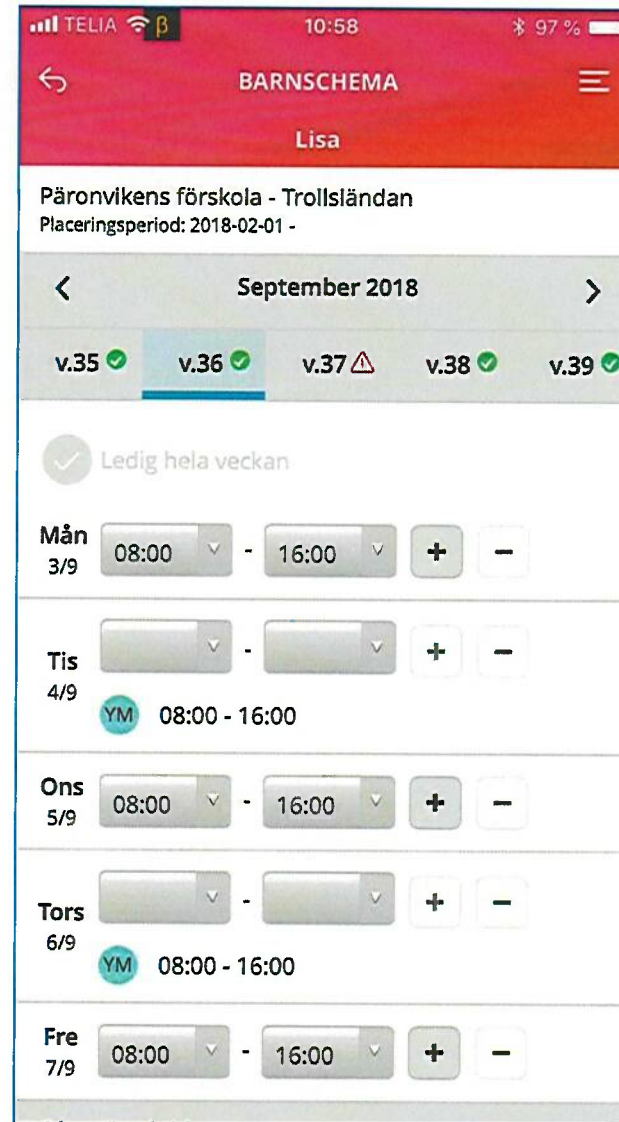 TELIA β 10:58 97 %
BARNSCHEMA
Lisa
Päronvikens förskola - Trollsländan
Placeringsperiod: 2018-02-01 -
< September 2018 >
v.35 v.36 v.37 v.38 v.39
Ledig hela veckan
Mån 08:00 - 16:00 + -
3/9
Tis - + -
4/9
YM 08:00 - 16:00
Ons 08:00 - 16:00 + -
5/9
Tors - + -
6/9
YM 08:00 - 16:00
Fre 08:00 - 16:00 + -
7/9